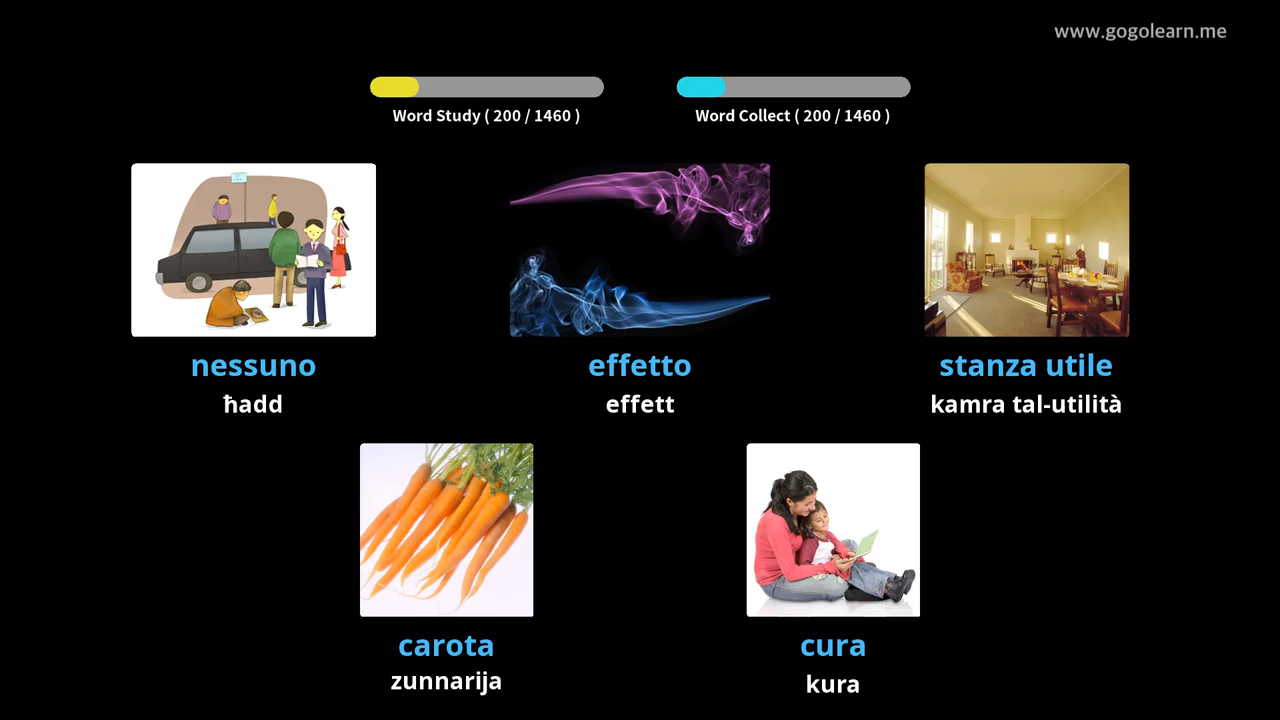 www.gogolearn.me
Word Study ( 200 / 1460 )
Word Collect ( 200 / 1460 )
nessuno
ħadd
effetto
effett
stanza utile
kamra tal-utilità
carota
zunnarija
cura
kura